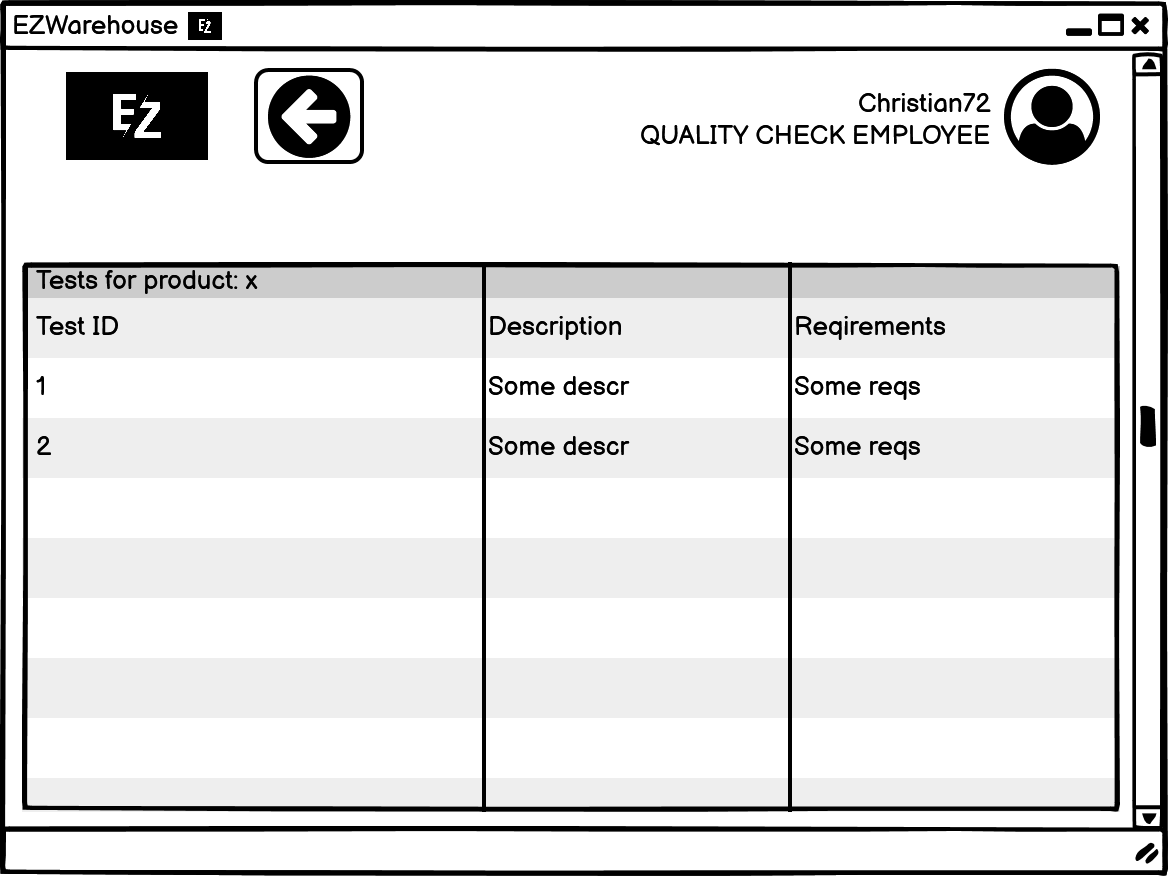 EZWarehouse EZ
EZ
Christian72
QUALITY CHECK EMPLOYEE
Tests for product: x
Test ID Description Reqirements
1 Some descr Some reqs
2 Some descr Some reqs